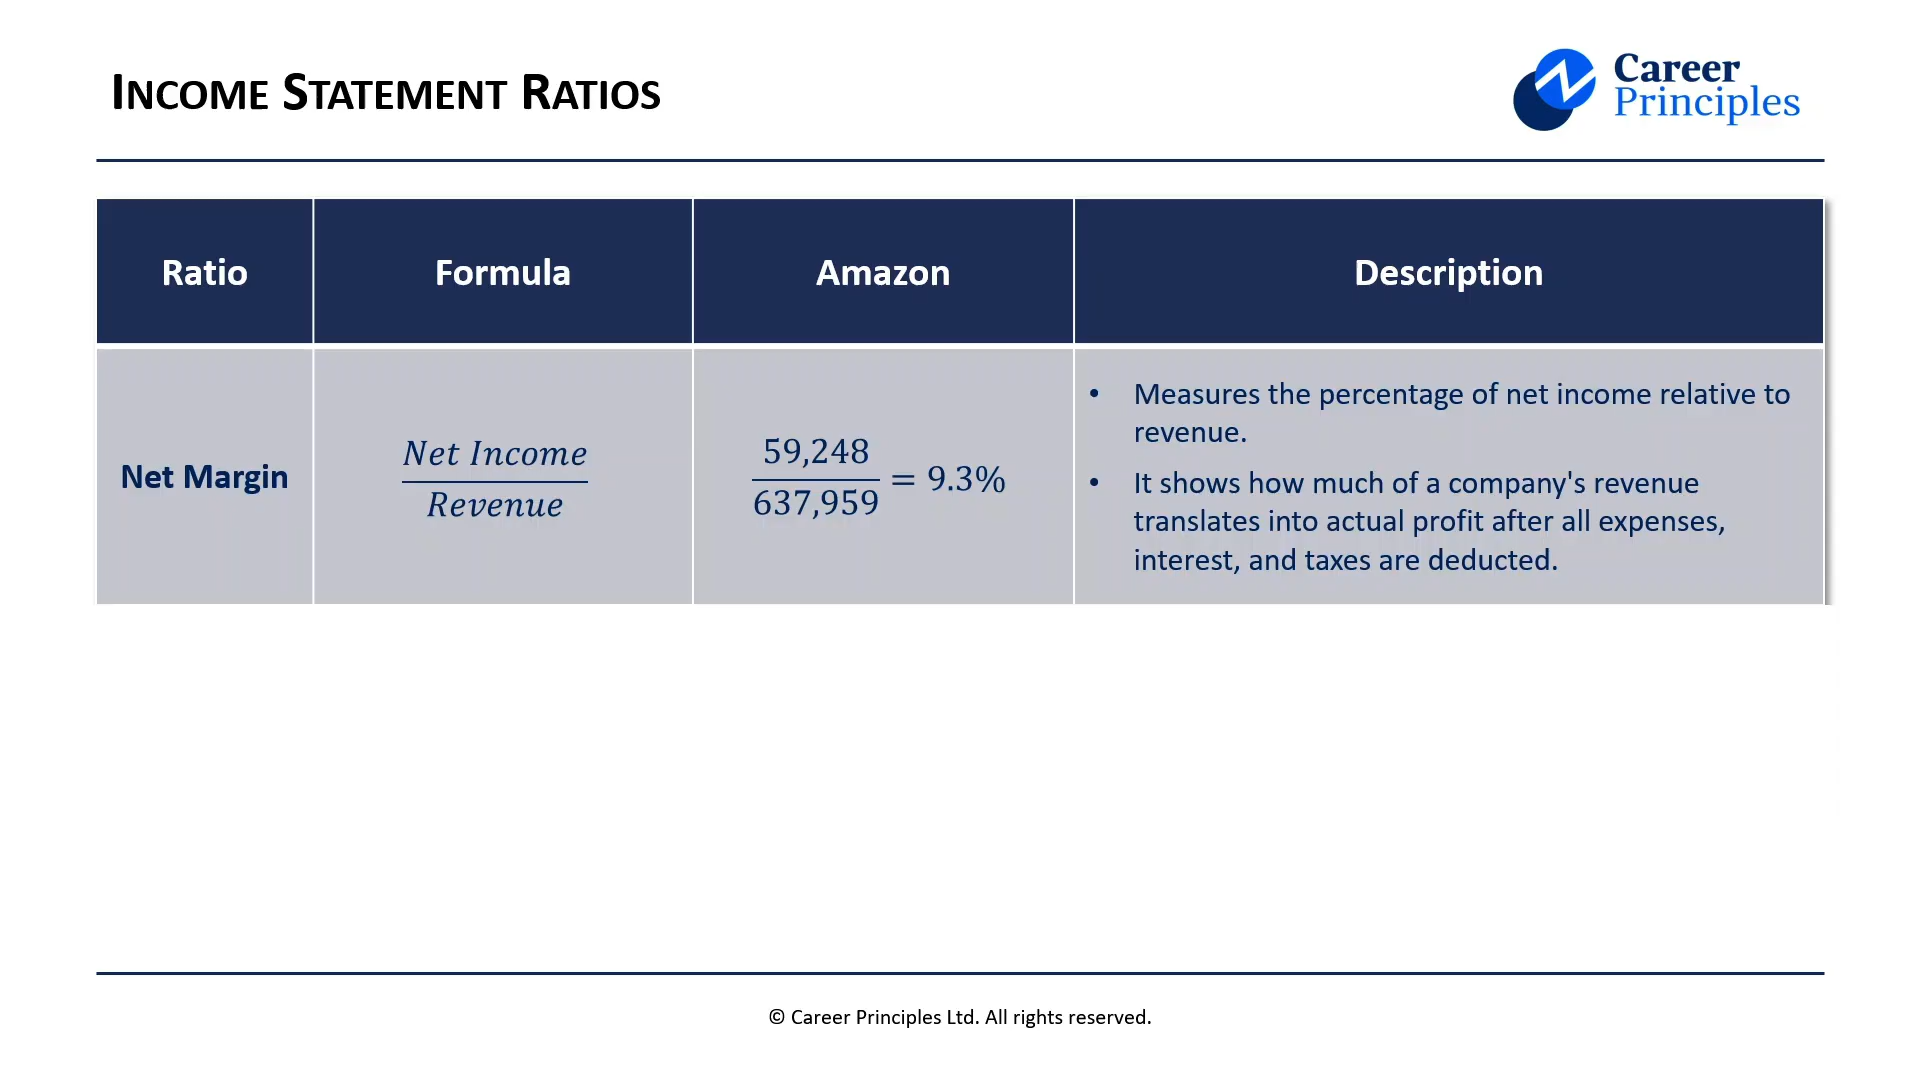 INCOME STATEMENT RATIOS
Career
Principles
Ratio
Formula
Amazon
Description
Net Margin
Net Income
Revenue
59,248
637,959
= 9.3%
• Measures the percentage of net income relative to
revenue.
• It shows how much of a company's revenue
translates into actual profit after all expenses,
interest, and taxes are deducted.
© Career Principles Ltd. All rights reserved.